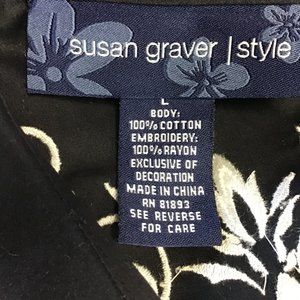 susan graver | style
L
BODY:
100% COTTON
EMBROIDERY:
100% RAYON
EXCLUSIVE OF
DECORATION
MADE IN CHINA
RN 81893
SEE REVERSE
FOR CARE